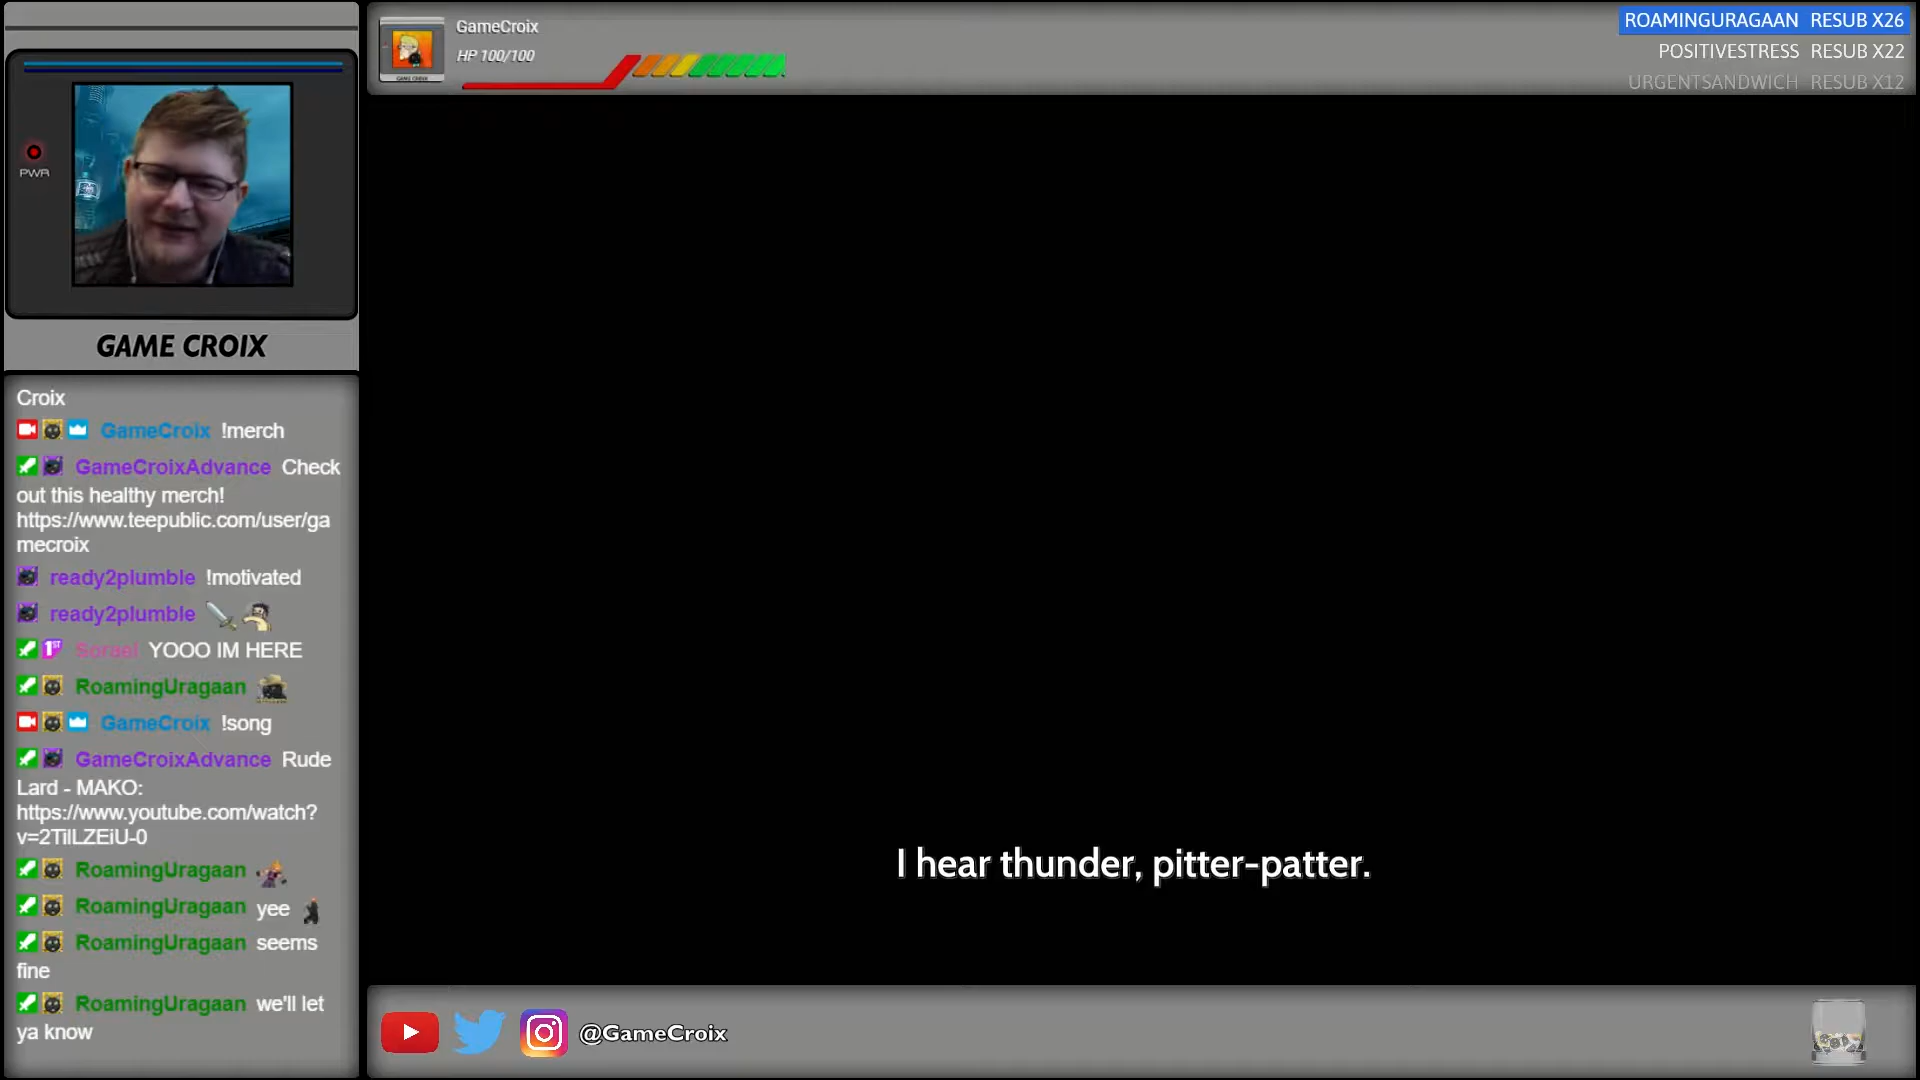 PWR
GAME CROIX
Croix
GameCroix !merch
GameCroixAdvance Check
out this healthy merch!
https://www.teepublic.com/user/ga
mecroix
ready2plumble !motivated
ready2plumble
YOOO IM HERE
RoamingUragaan
GameCroix !song
GameCroixAdvance Rude
Lard - MAKO:
https://www.youtube.com/watch?
v=2TilLZEiU-0
RoamingUragaan
RoamingUragaan yee
RoamingUragaan seems
fine
RoamingUragaan we'll let
ya know
GameCroix
HP 100/100
GAME CROIX
ROAMINGURAGAAN RESUB X26
POSITIVESTRESS RESUB X22
URGENTSANDWICH RESUB X12
I hear thunder, pitter-patter.
@GameCroix